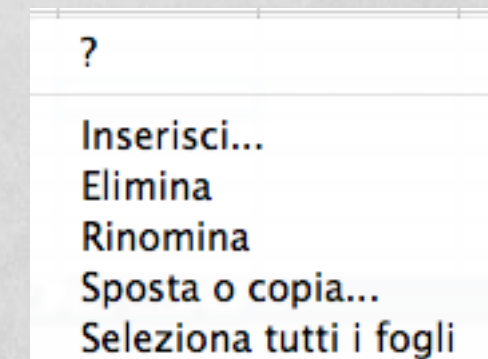 ?
Inserisci...
Elimina
Rinomina
Sposta o copia...
Seleziona tutti i fogli